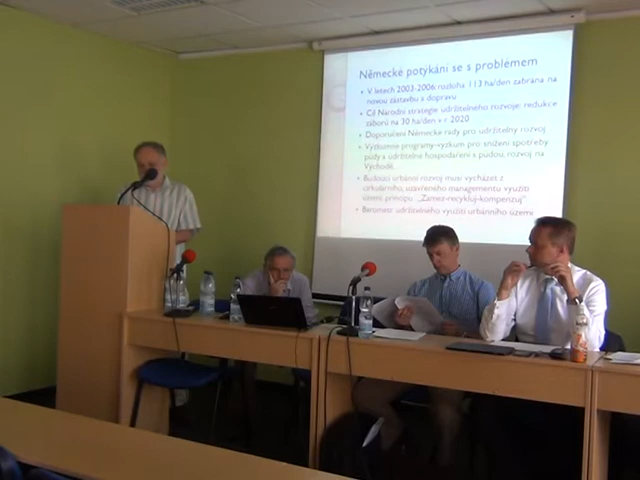 Německé potýkání se s problémem
• V letech 2003-2006: rozloha 113 ha/den zabrána na
novou zástavbu a dopravu
• Cíl Národní strategie udržitelného rozvoje: redukce
záborů na 30 ha/den v r. 2020
• Doporučení Německé rady pro udržitelný rozvoj
• Výzkumné programy–výzkum pro snížení spotřeby
půdy a udržitelné hospodaření s půdou, rozvoj na
Východě.
• Budoucí urbánní rozvoj musí vycházet z
cirkulárního, uzavřeného managementu využití
území principu „Zamez-recykluj-kompenzuj"
• udržitelného využití urbánního území